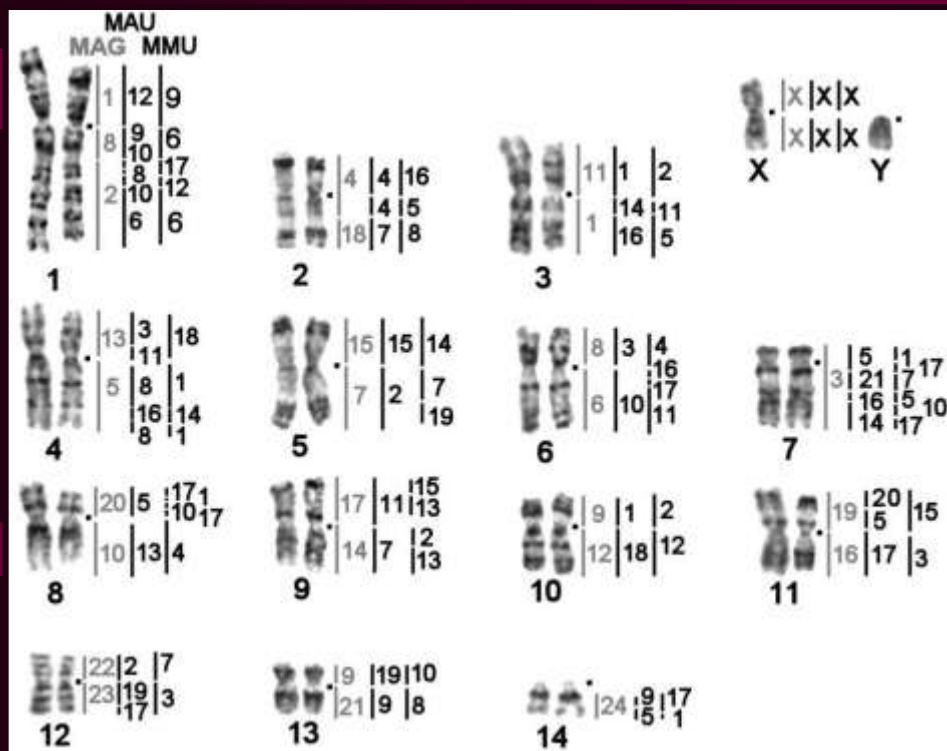 MAU
MAG MMU
1 12 9
8 9 6
10
8 17
2 10 12
6 6
1
4 4 16
4 5
18 7 8
2
11 1 2
14 11
1 16 5
3
X X X
X X X
X Y
13 3 18
11
5 8 1
16 14
8 1
4
15 15 14
7 2 7
19
5
8 3 4
16
17
6 10 11
6
5 1 17
3 21 7
16 5 10
14 17
7
20 5 17 1
10 17
10 13 4
8
17 11 15
13
14 7 2
13
9
9 1 2
12 18 12
10
19 20 15
5
16 17 3
11
22 2 7
23 19 3
17
12
9 19 10
21 9 8
13
24 9 17
5 1
14